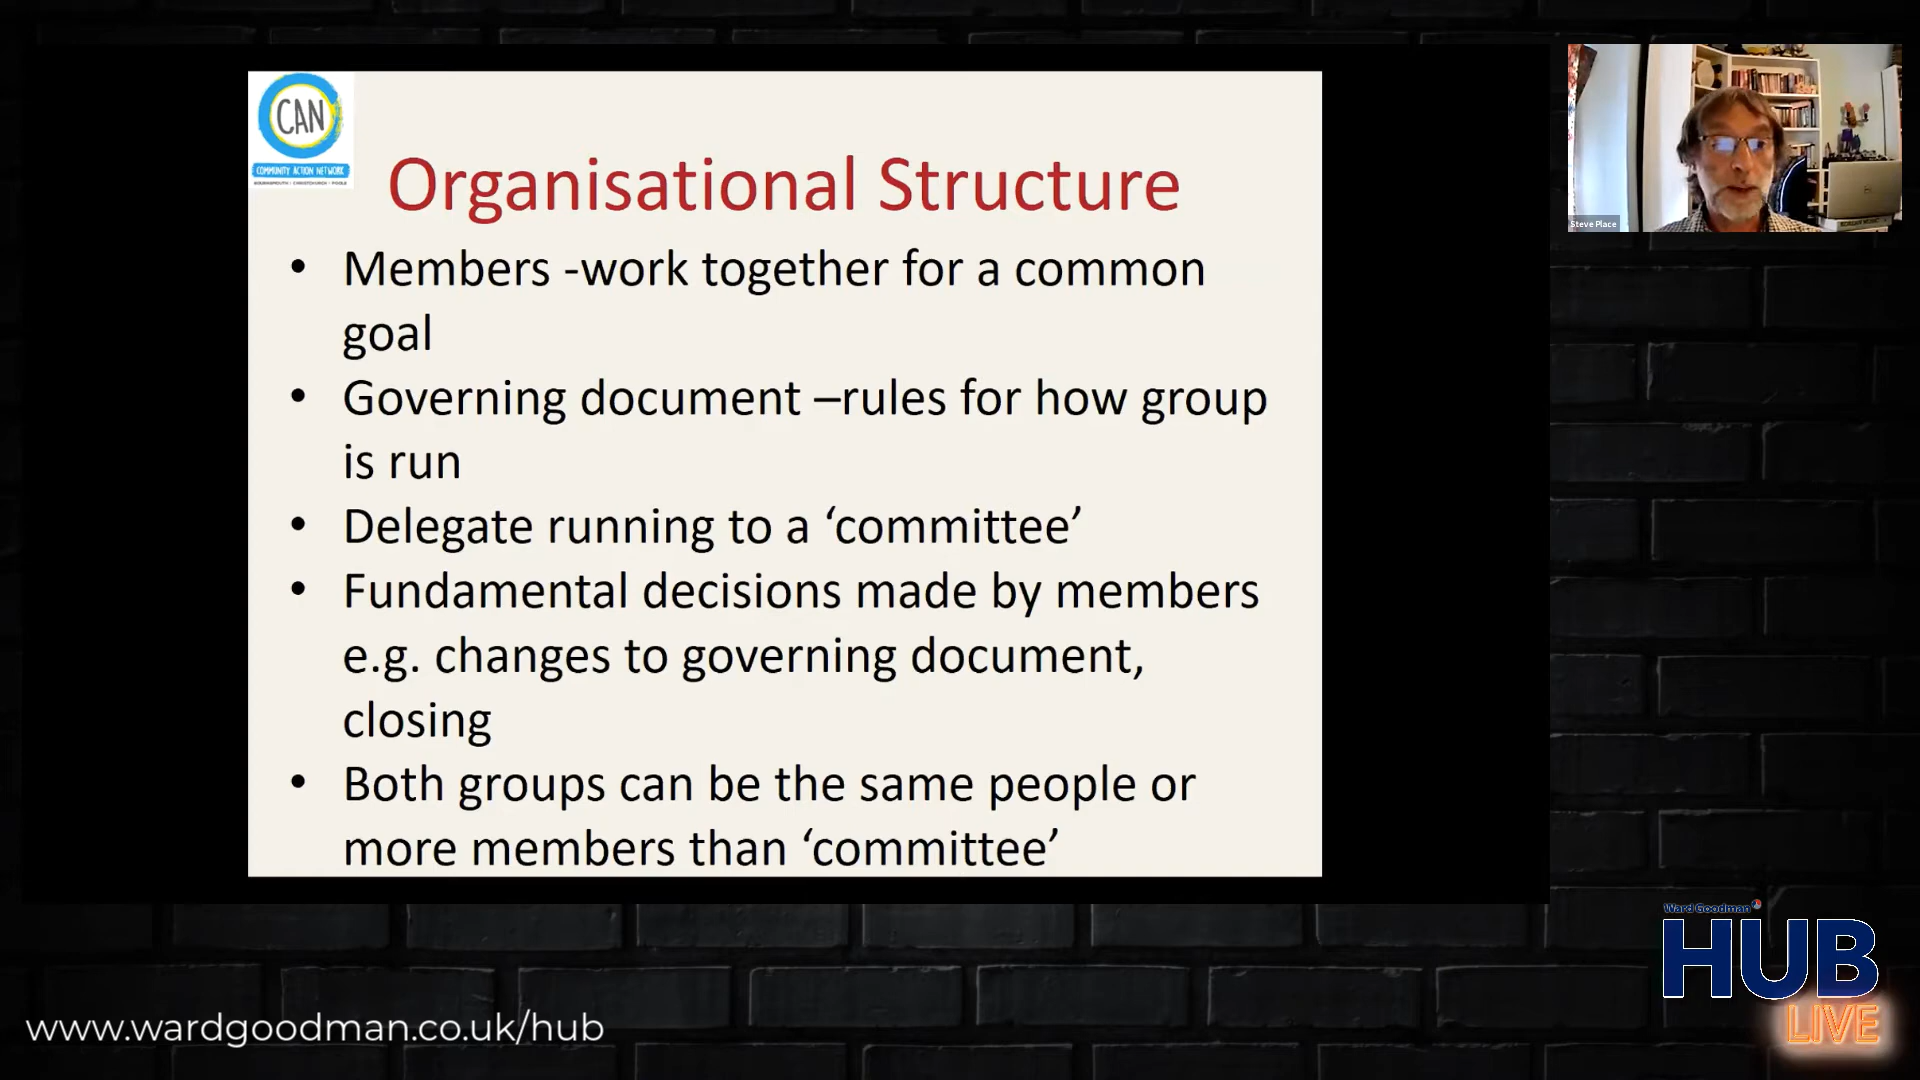 CAN
COMMUNITY ACTION NETWORK
BOURNEMOUTH | CHRISTCHURCH | POOLE
Organisational Structure
• Members -work together for a common
goal
• Governing document –rules for how group
is run
• Delegate running to a ‘committee’
• Fundamental decisions made by members
e.g. changes to governing document,
closing
• Both groups can be the same people or
more members than ‘committee’
Steve Place
Ward Goodman
HUB
LIVE
www.wardgoodman.co.uk/hub